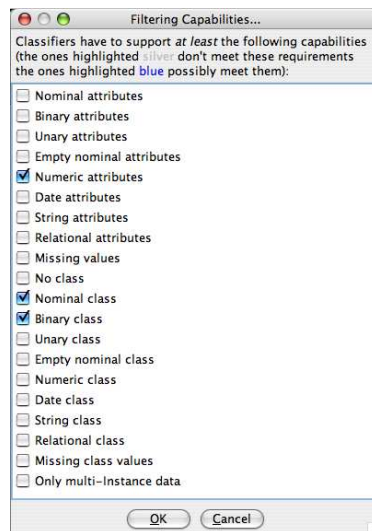 Filtering Capabilities...
Classifiers have to support at least the following capabilities
(the ones highlighted silver don't meet these requirements
the ones highlighted blue possibly meet them):
Nominal attributes
Binary attributes
Unary attributes
Empty nominal attributes
Numeric attributes
Date attributes
String attributes
Relational attributes
Missing values
No class
Nominal class
Binary class
Unary class
Empty nominal class
Numeric class
Date class
String class
Relational class
Missing class values
Only multi-Instance data
OK Cancel